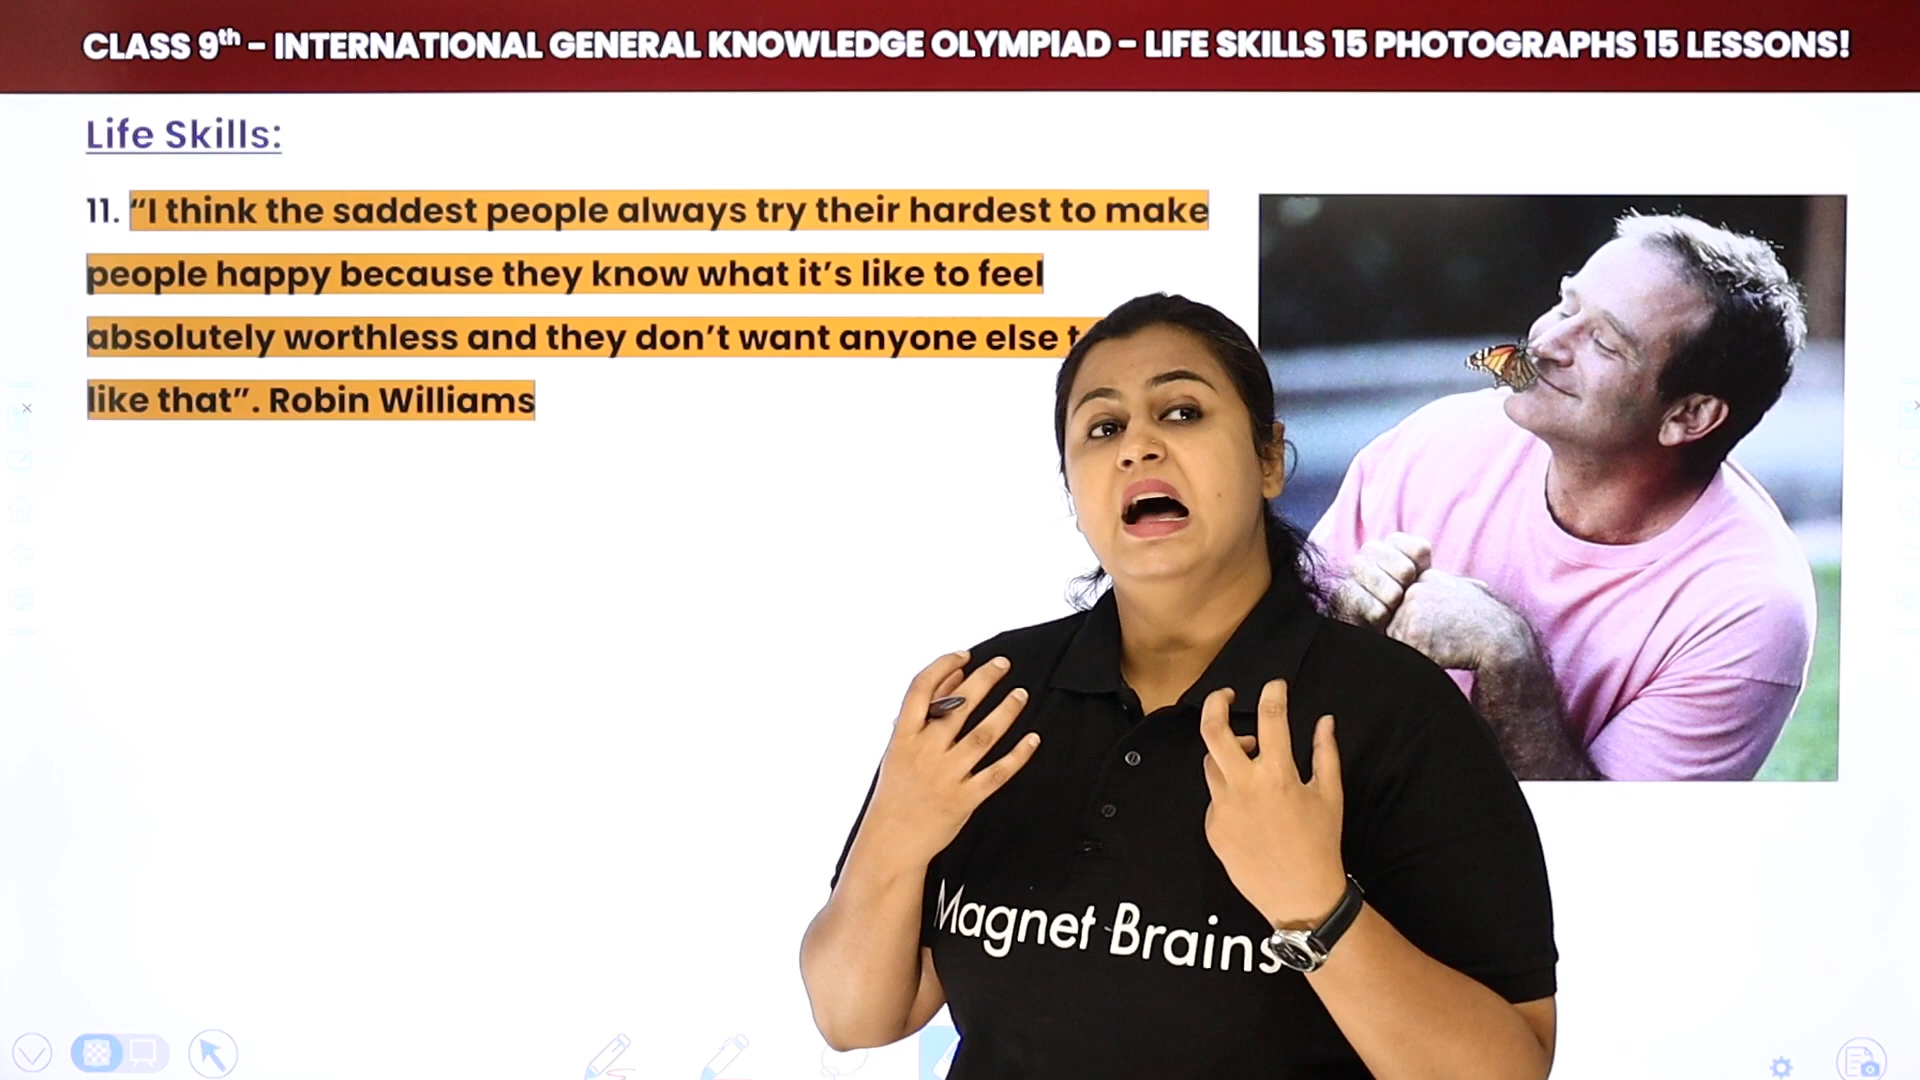 CLASS 9th – INTERNATIONAL GENERAL KNOWLEDGE OLYMPIAD – LIFE SKILLS 15 PHOTOGRAPHS 15 LESSONS!
Life Skills:
11. “I think the saddest people always try their hardest to make
people happy because they know what it’s like to feel
absolutely worthless and they don’t want anyone else
like that”. Robin Williams
Magnet Brains